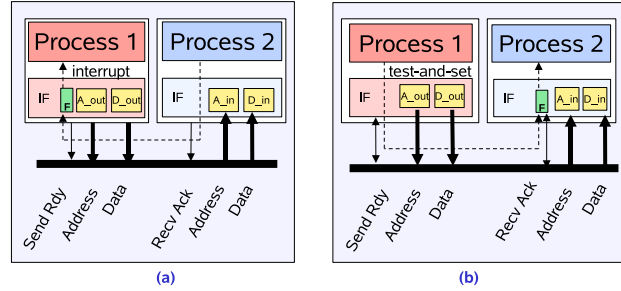 Process 1
Process 2
interrupt
IF
F
A_out
D_out
IF
A_in
D_in
Send Rdy
Address
Data
Recv Ack
Address
Data
(a)
Process 1
Process 2
test-and-set
IF
A_out
D_out
IF
F
A_in
D_in
Send Rdy
Address
Data
Recv Ack
Address
Data
(b)